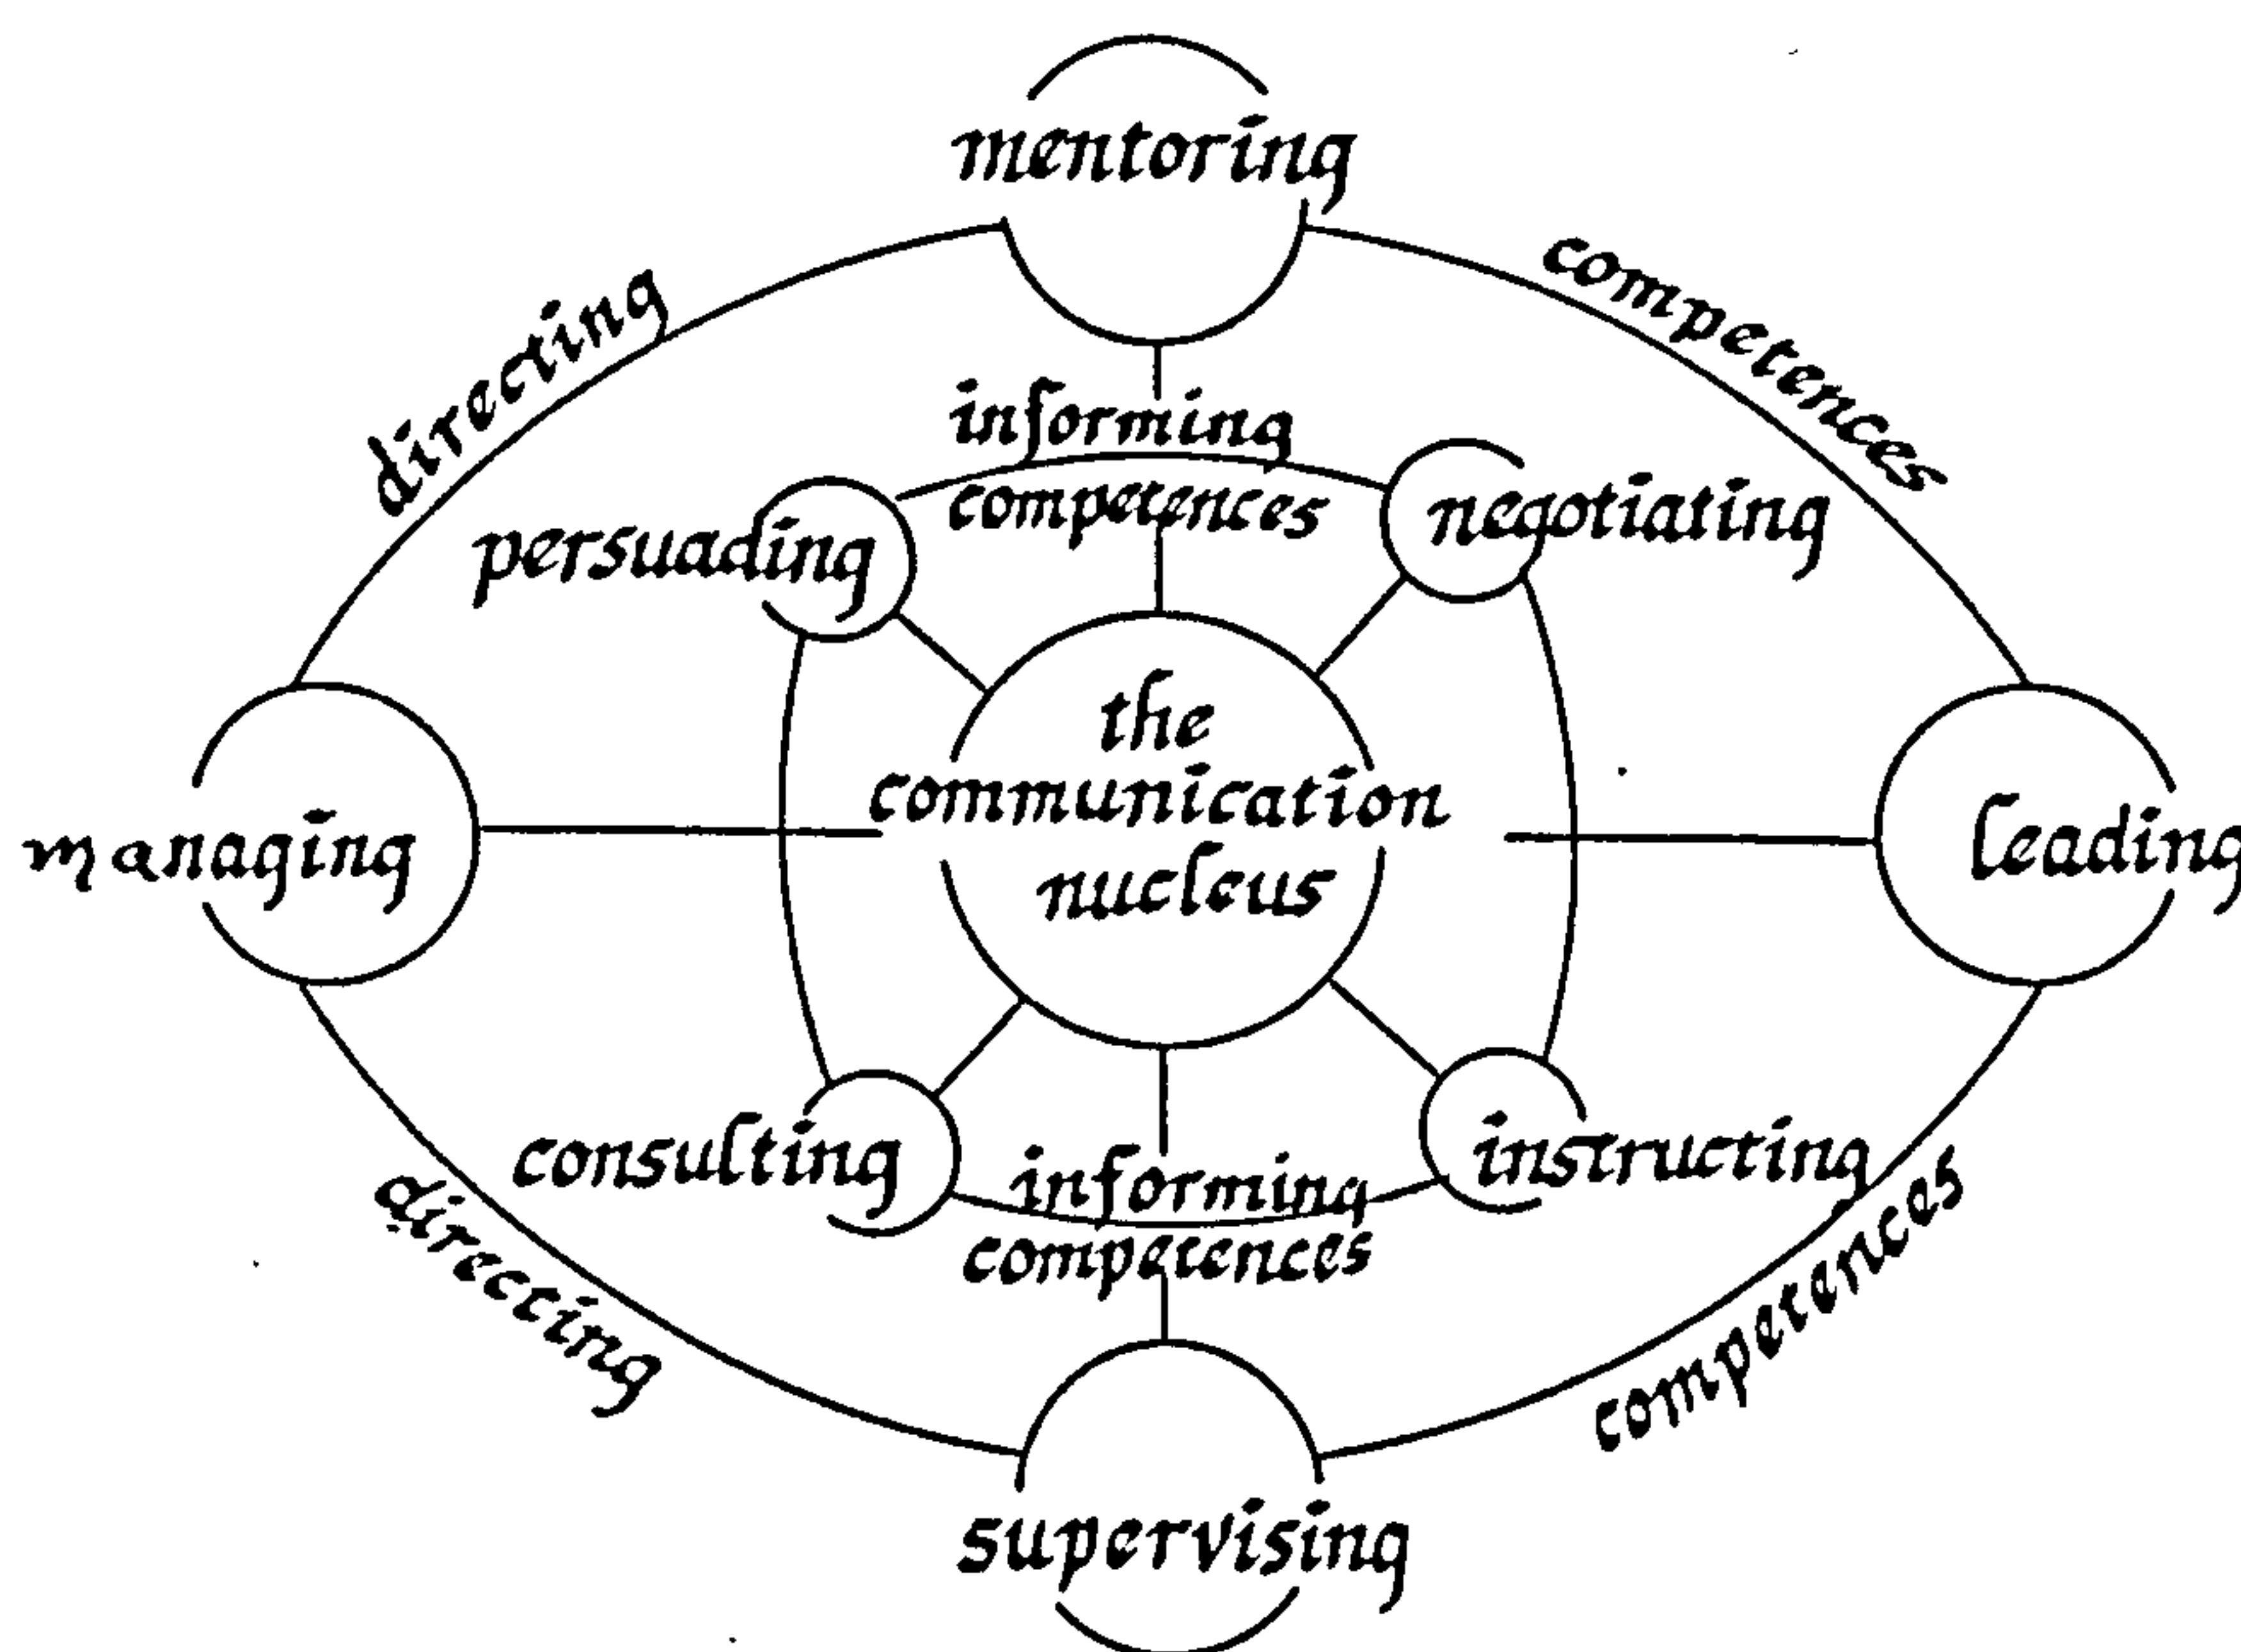 mentoring
directing
competences
informing
competences
persuading
negotiating
the
communication
nucleus
managing
leading
consulting
instructing
informing
competences
directing
competences
supervising